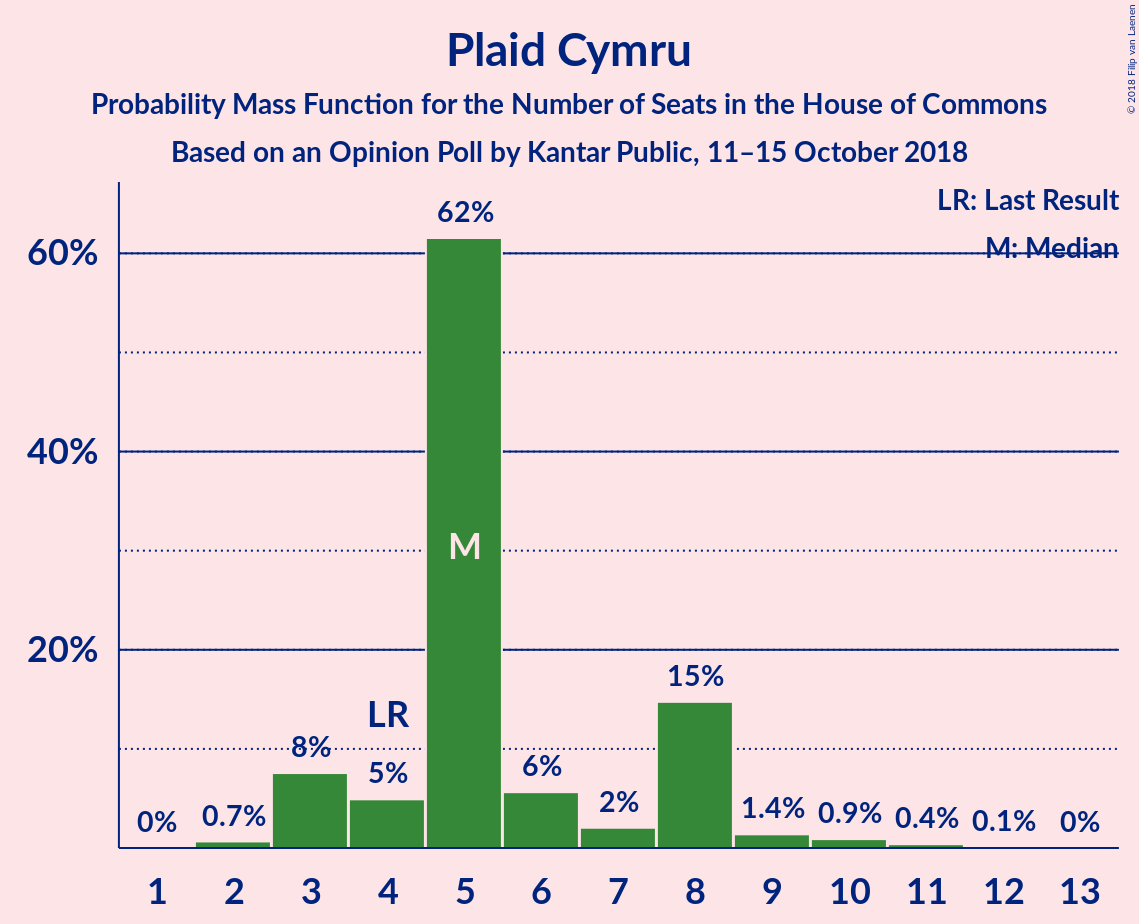 Plaid Cymru
Probability Mass Function for the Number of Seats in the House of Commons
Based on an Opinion Poll by Kantar Public, 11–15 October 2018
© 2018 Filip van Laenen
LR: Last Result
M: Median
60%
40%
20%
0%
0.7%
8%
LR
5%
62%
M
6%
2%
15%
1.4%
0.9%
0.4%
0.1%
0%
1 2 3 4 5 6 7 8 9 10 11 12 13